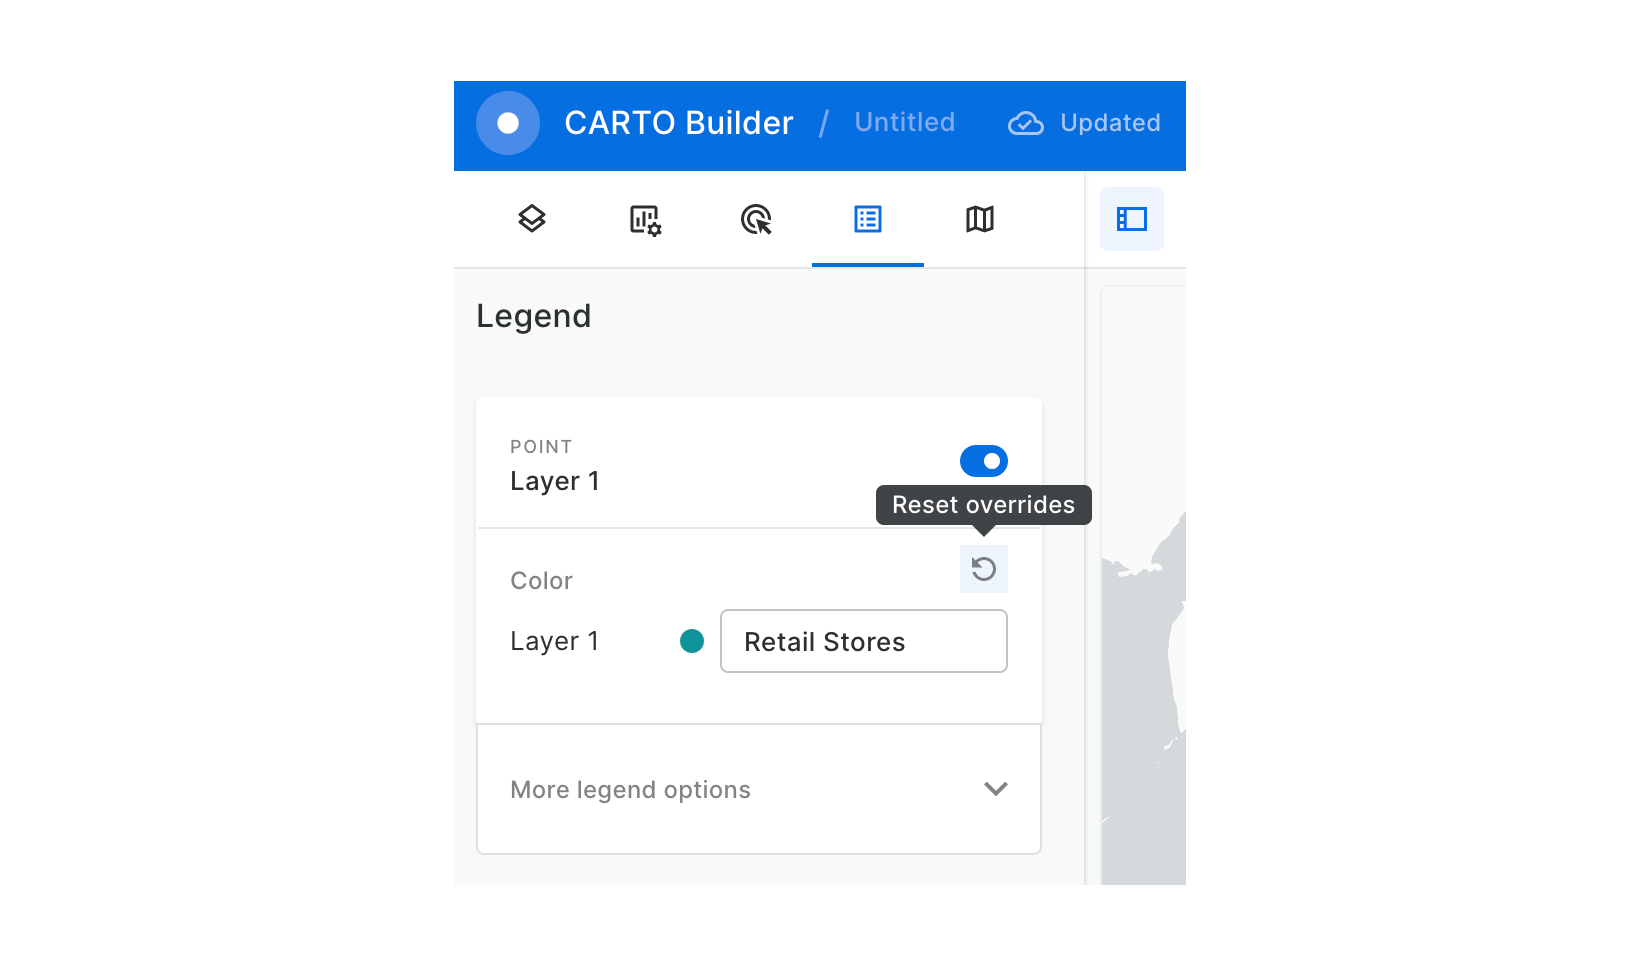 CARTO Builder / Untitled Updated
Legend
POINT
Layer 1
Reset overrides
Color
Layer 1 Retail Stores
More legend options